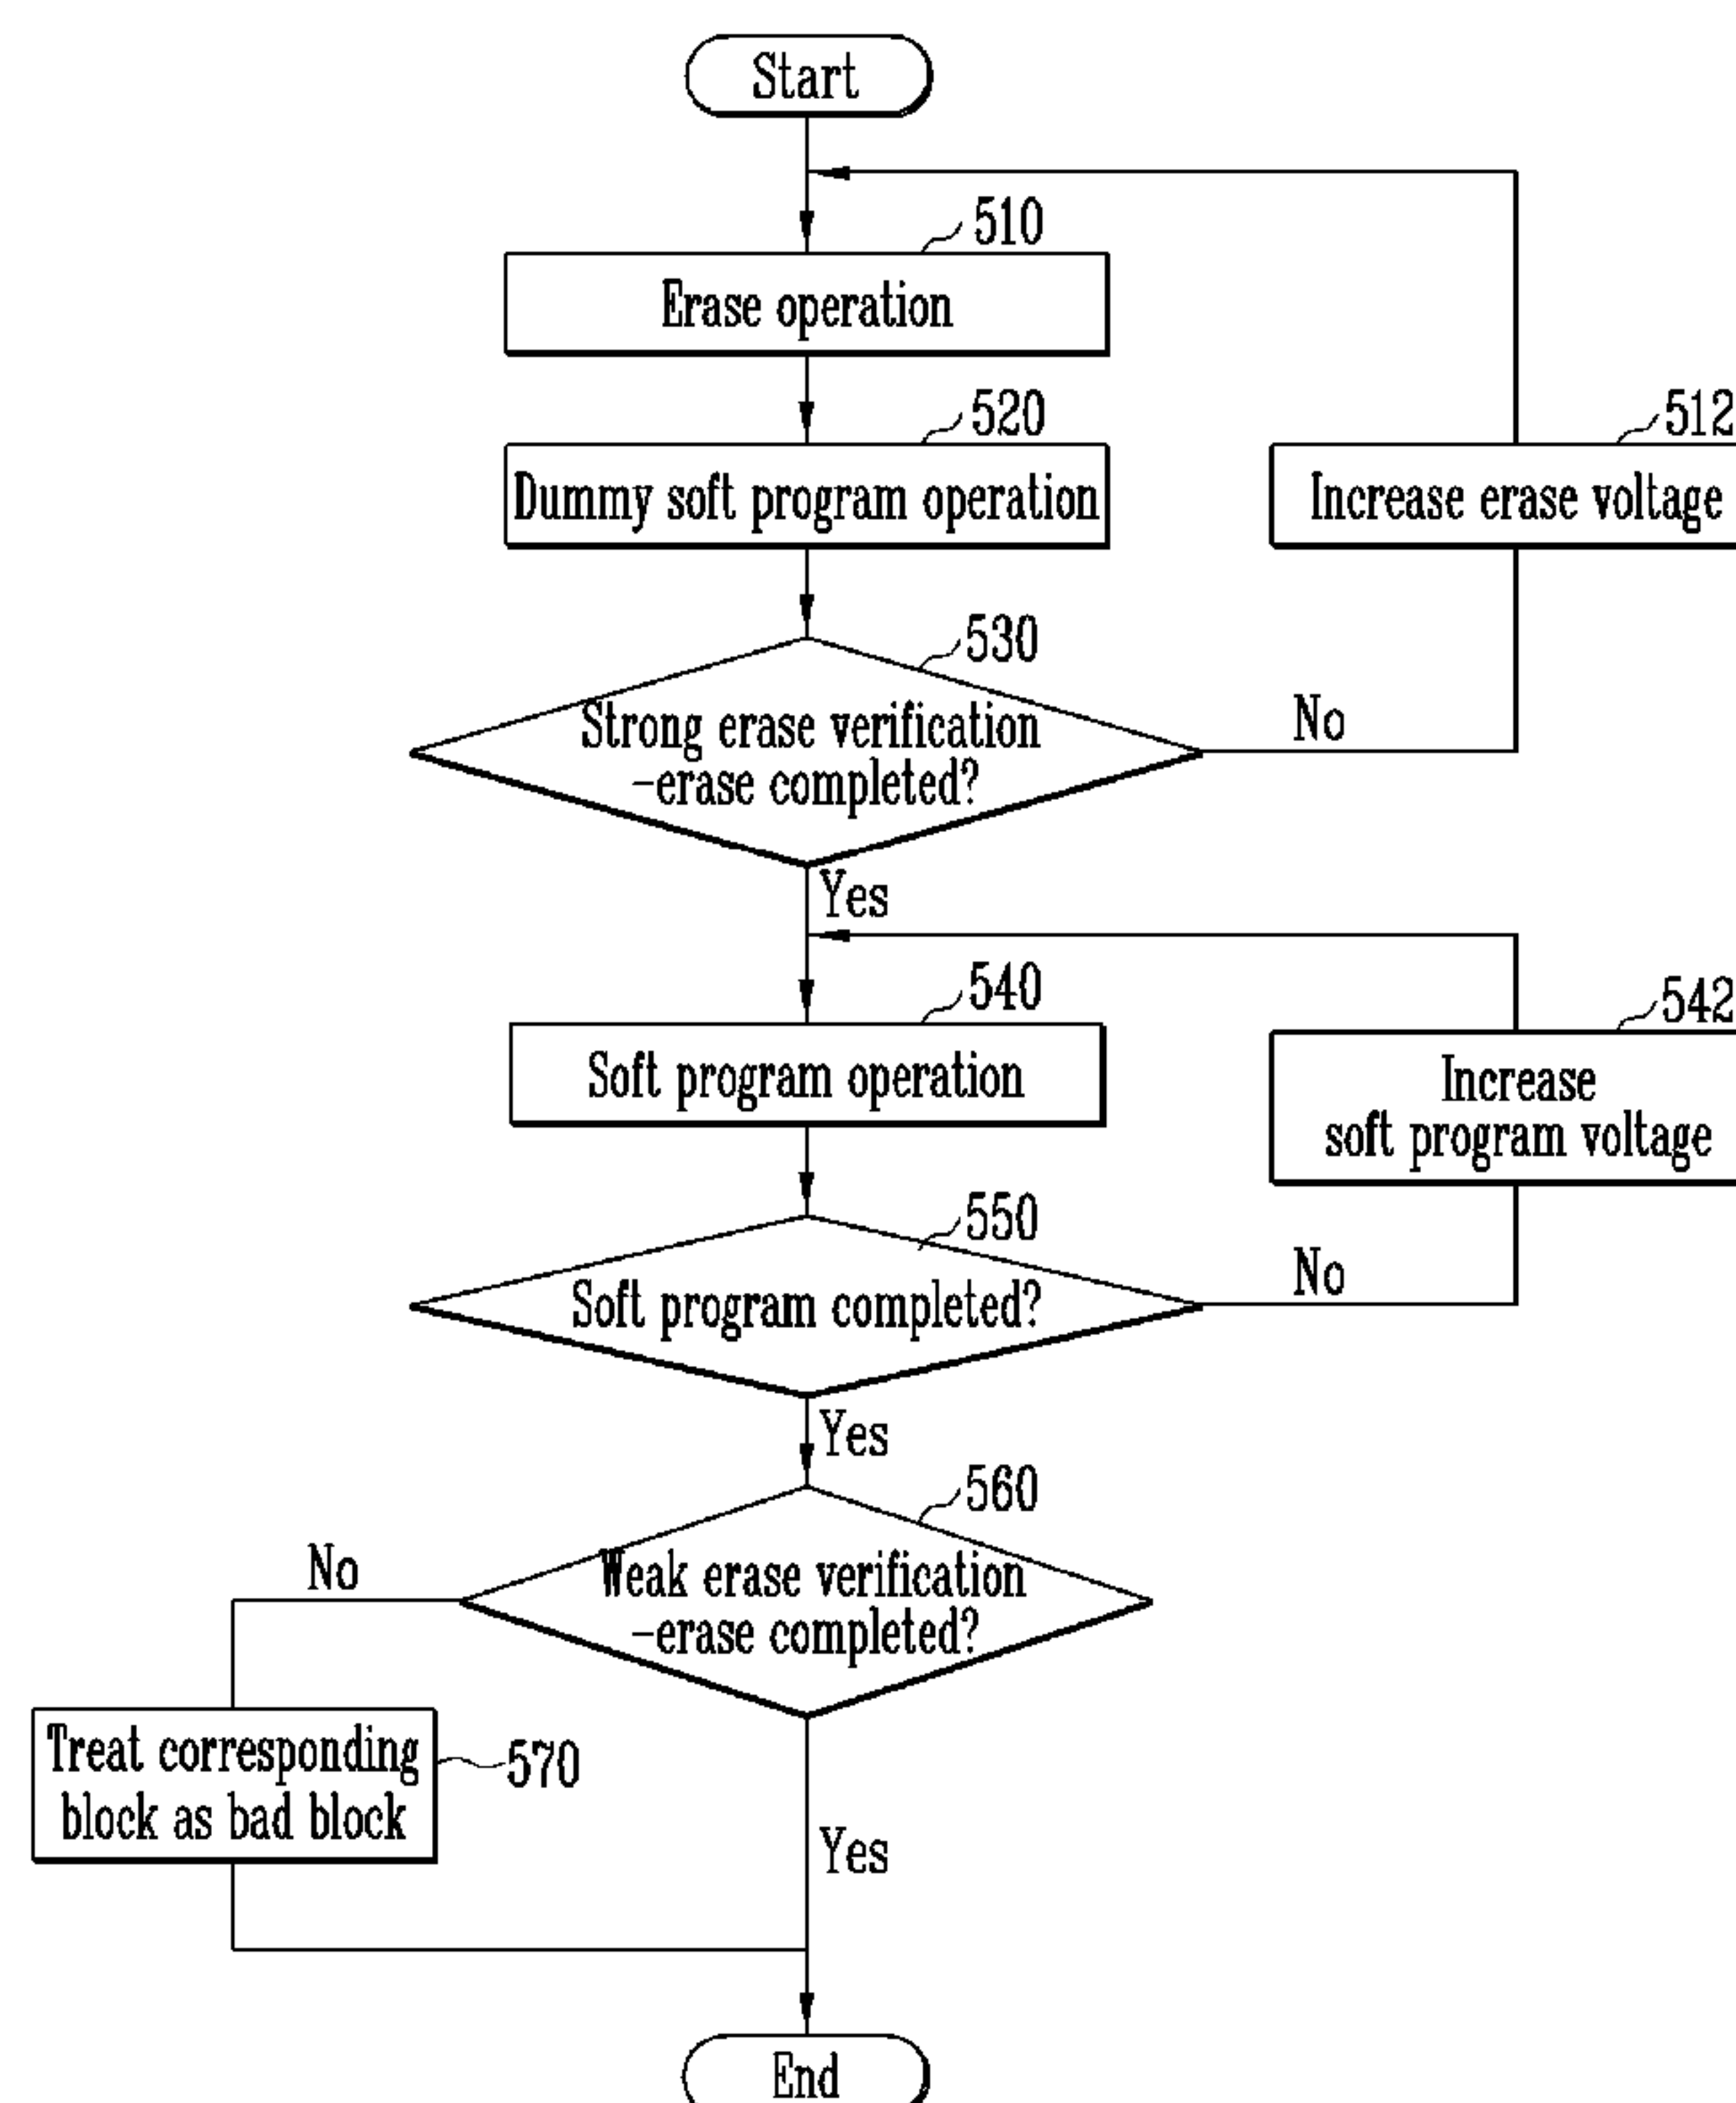 Start
510
Erase operation
520
Dummy soft program operation
512
Increase erase voltage
530
Strong erase verification
-erase completed?
No
Yes
540
Soft program operation
542
Increase
soft program voltage
550
Soft program completed?
No
Yes
560
Weak erase verification
-erase completed?
No
Treat corresponding
block as bad block
570
Yes
End